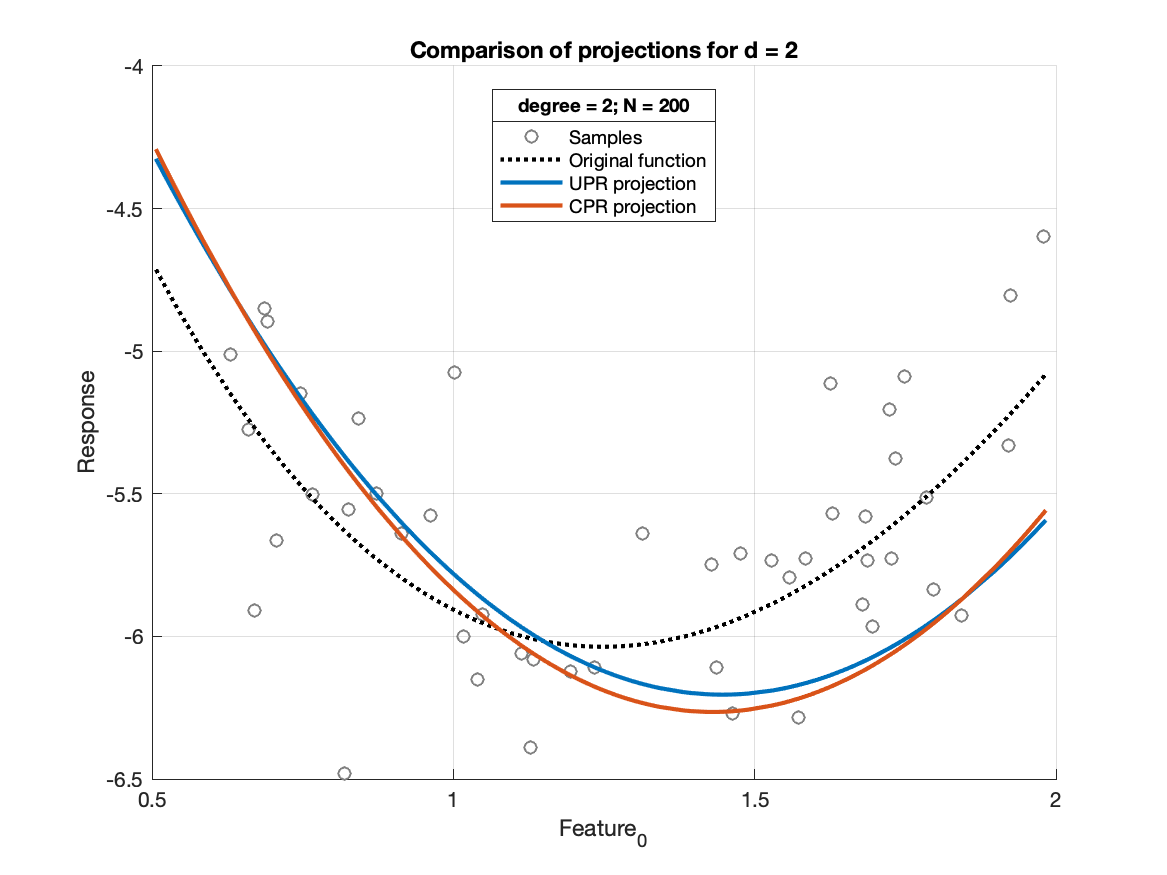 Comparison of projections for d = 2
degree = 2; N = 200
Samples
Original function
UPR projection
CPR projection
-4
-4.5
-5
-5.5
-6
-6.5
Response
0.5 1 1.5 2
Feature0